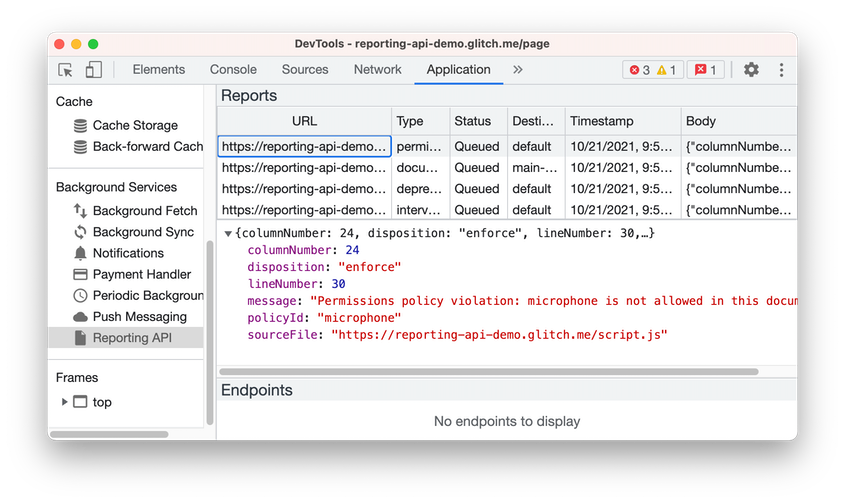 DevTools - reporting-api-demo.glitch.me/page
Elements Console Sources Network Application » 3 1 1
Cache
Cache Storage
Back-forward Cach
Background Services
Background Fetch
Background Sync
Notifications
Payment Handler
Periodic Backgroun
Push Messaging
Reporting API
Frames
top
Reports
URL Type Status Desti... Timestamp Body
https://reporting-api-demo... permi... Queued default 10/21/2021, 9:5... {"columnNumbe...
https://reporting-api-demo... docu... Queued main-... 10/21/2021, 9:5... {"columnNumbe...
https://reporting-api-demo... depre... Queued default 10/21/2021, 9:5... {"columnNumbe...
https://reporting-api-demo... interv... Queued default 10/21/2021, 9:5... {"columnNumbe...
{columnNumber: 24, disposition: "enforce", lineNumber: 30,…}
columnNumber: 24
disposition: "enforce"
lineNumber: 30
message: "Permissions policy violation: microphone is not allowed in this docum
policyId: "microphone"
sourceFile: "https://reporting-api-demo.glitch.me/script.js"
Endpoints
No endpoints to display